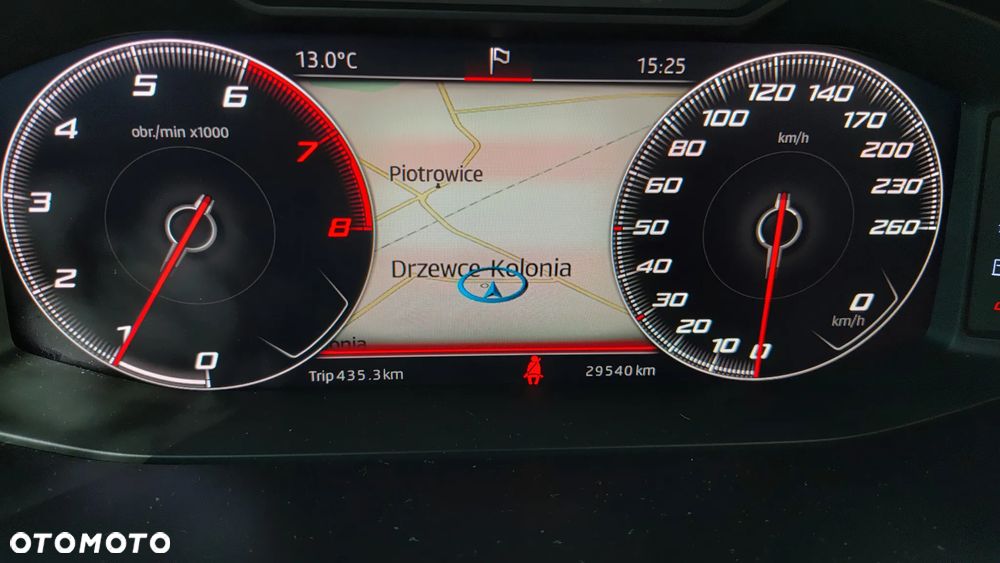 13.0°C
15:25
obr./min x1000
0
1
2
3
4
5
6
7
8
Piotrowice
Drzewce-Kolonia
onia
Trip 435.3 km
29540 km
km/h
0
10
20
30
40
50
60
80
100
120
140
170
200
230
260
0
km/h
OTOMOTO